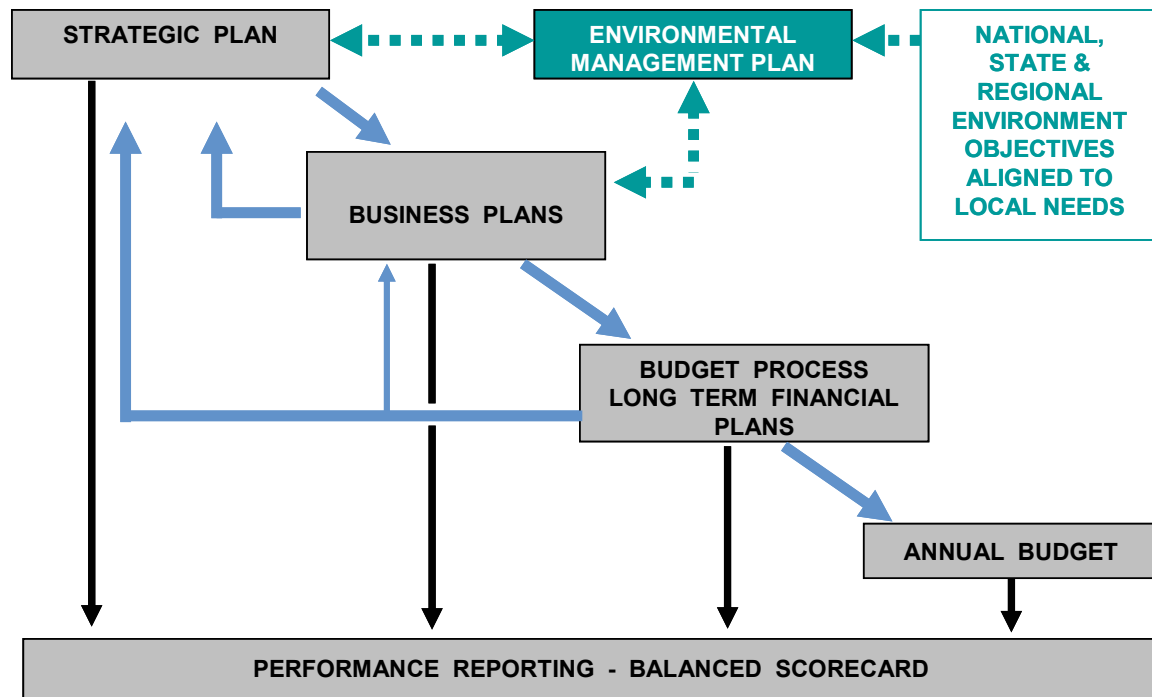 STRATEGIC PLAN
ENVIRONMENTAL
MANAGEMENT PLAN
NATIONAL,
STATE &
REGIONAL
ENVIRONMENT
OBJECTIVES
ALIGNED TO
LOCAL NEEDS
BUSINESS PLANS
BUDGET PROCESS
LONG TERM FINANCIAL
PLANS
ANNUAL BUDGET
PERFORMANCE REPORTING - BALANCED SCORECARD